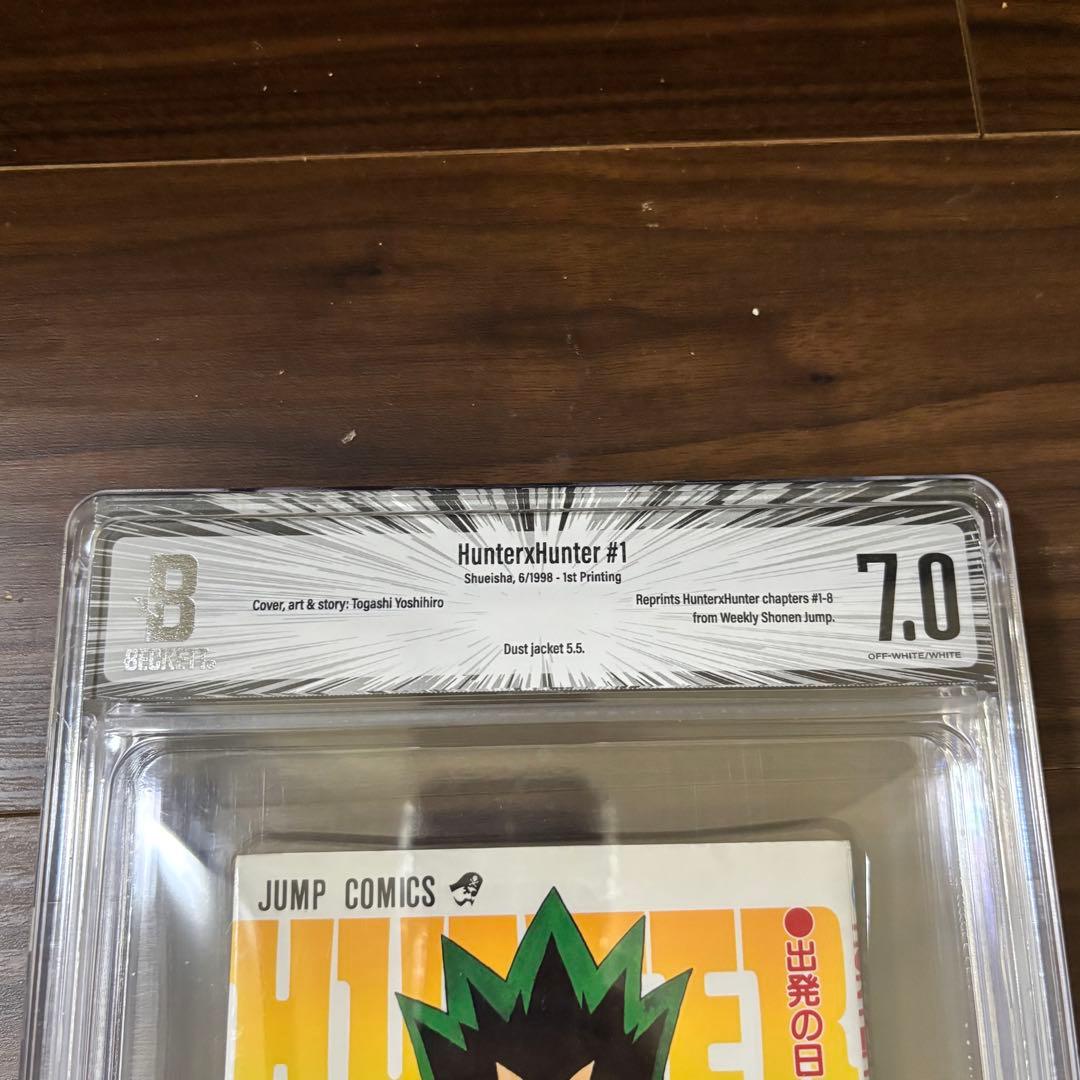 HunterxHunter #1
Shueisha, 6/1998 - 1st Printing
Cover, art & story: Togashi Yoshihiro
Reprints HunterxHunter chapters #1-8
from Weekly Shonen Jump.
Dust jacket 5.5.
B
BECKETT
7.0
OFF-WHITE/WHITE
JUMP COMICS
HUNTER
●出発の日